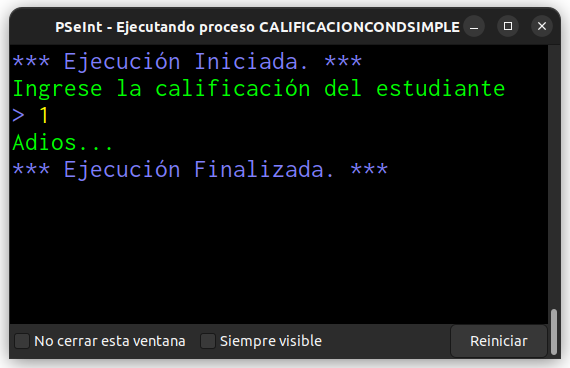 PSeInt - Ejecutando proceso CALIFICACIONCONDSIMPLE
*** Ejecución Iniciada. ***
Ingrese la calificación del estudiante
> 1
Adios...
*** Ejecución Finalizada. ***
No cerrar esta ventana
Siempre visible
Reiniciar